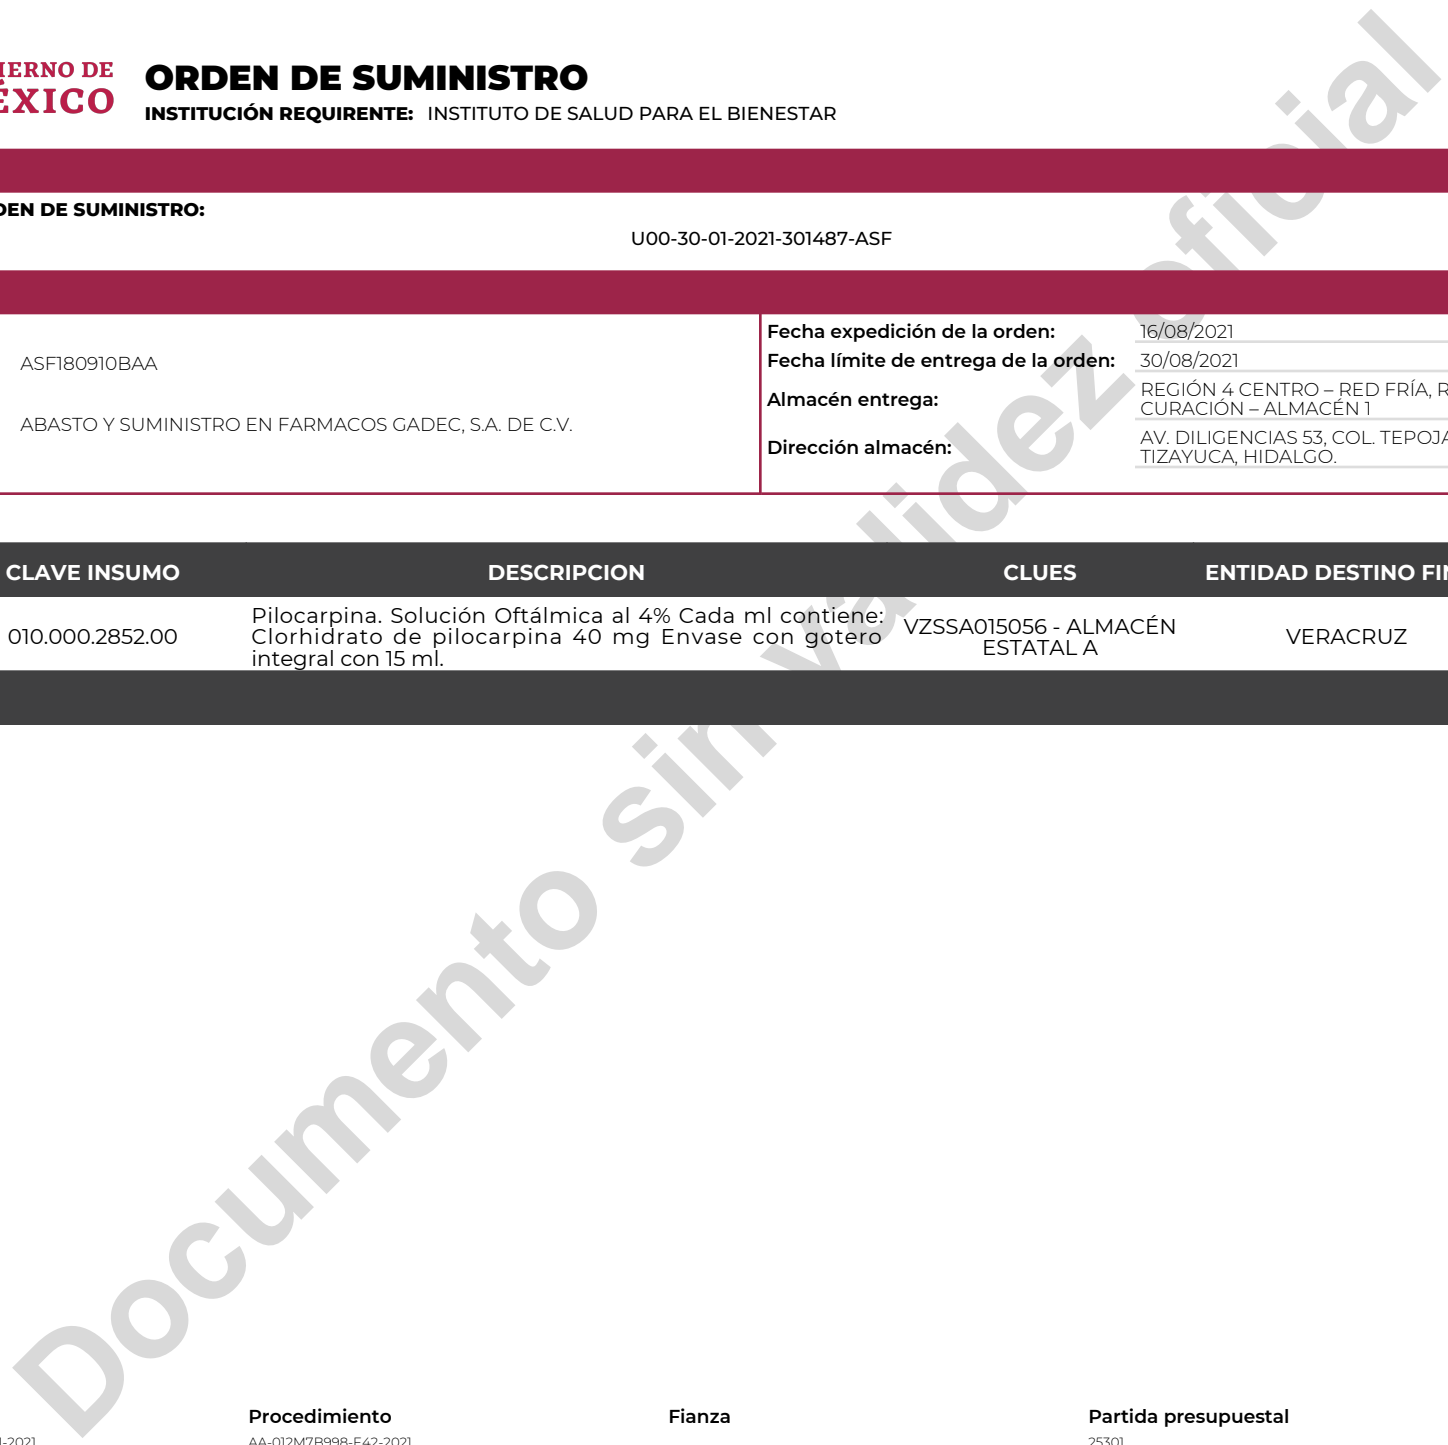 IERNO DE
ÉXICO
ORDEN DE SUMINISTRO
INSTITUCIÓN REQUIRENTE: INSTITUTO DE SALUD PARA EL BIENESTAR
DEN DE SUMINISTRO:
U00-30-01-2021-301487-ASF
ASF180910BAA
ABASTO Y SUMINISTRO EN FARMACOS GADEC, S.A. DE C.V.
Fecha expedición de la orden: 16/08/2021
Fecha límite de entrega de la orden: 30/08/2021
Almacén entrega: REGIÓN 4 CENTRO – RED FRÍA, R
CURACIÓN – ALMACÉN 1
Dirección almacén: AV. DILIGENCIAS 53, COL. TEPOJA
TIZAYUCA, HIDALGO.
CLAVE INSUMO DESCRIPCION CLUES ENTIDAD DESTINO FIN
010.000.2852.00
Pilocarpina. Solución Oftálmica al 4% Cada ml contiene:
Clorhidrato de pilocarpina 40 mg Envase con gotero
integral con 15 ml.
VZSSA015056 - ALMACÉN
ESTATAL A
VERACRUZ
Documento sin validez oficial
Procedimiento Fianza Partida presupuestal
-2021 AA-012M7B998-E42-2021 25301